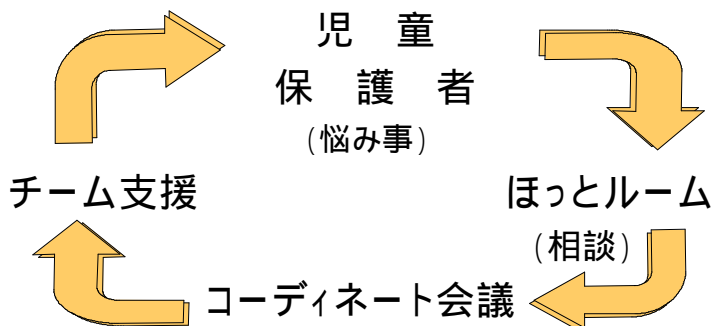 児　童
保　護　者
(悩み事)
チーム支援
ほっとルーム
(相談)
コーディネート会議